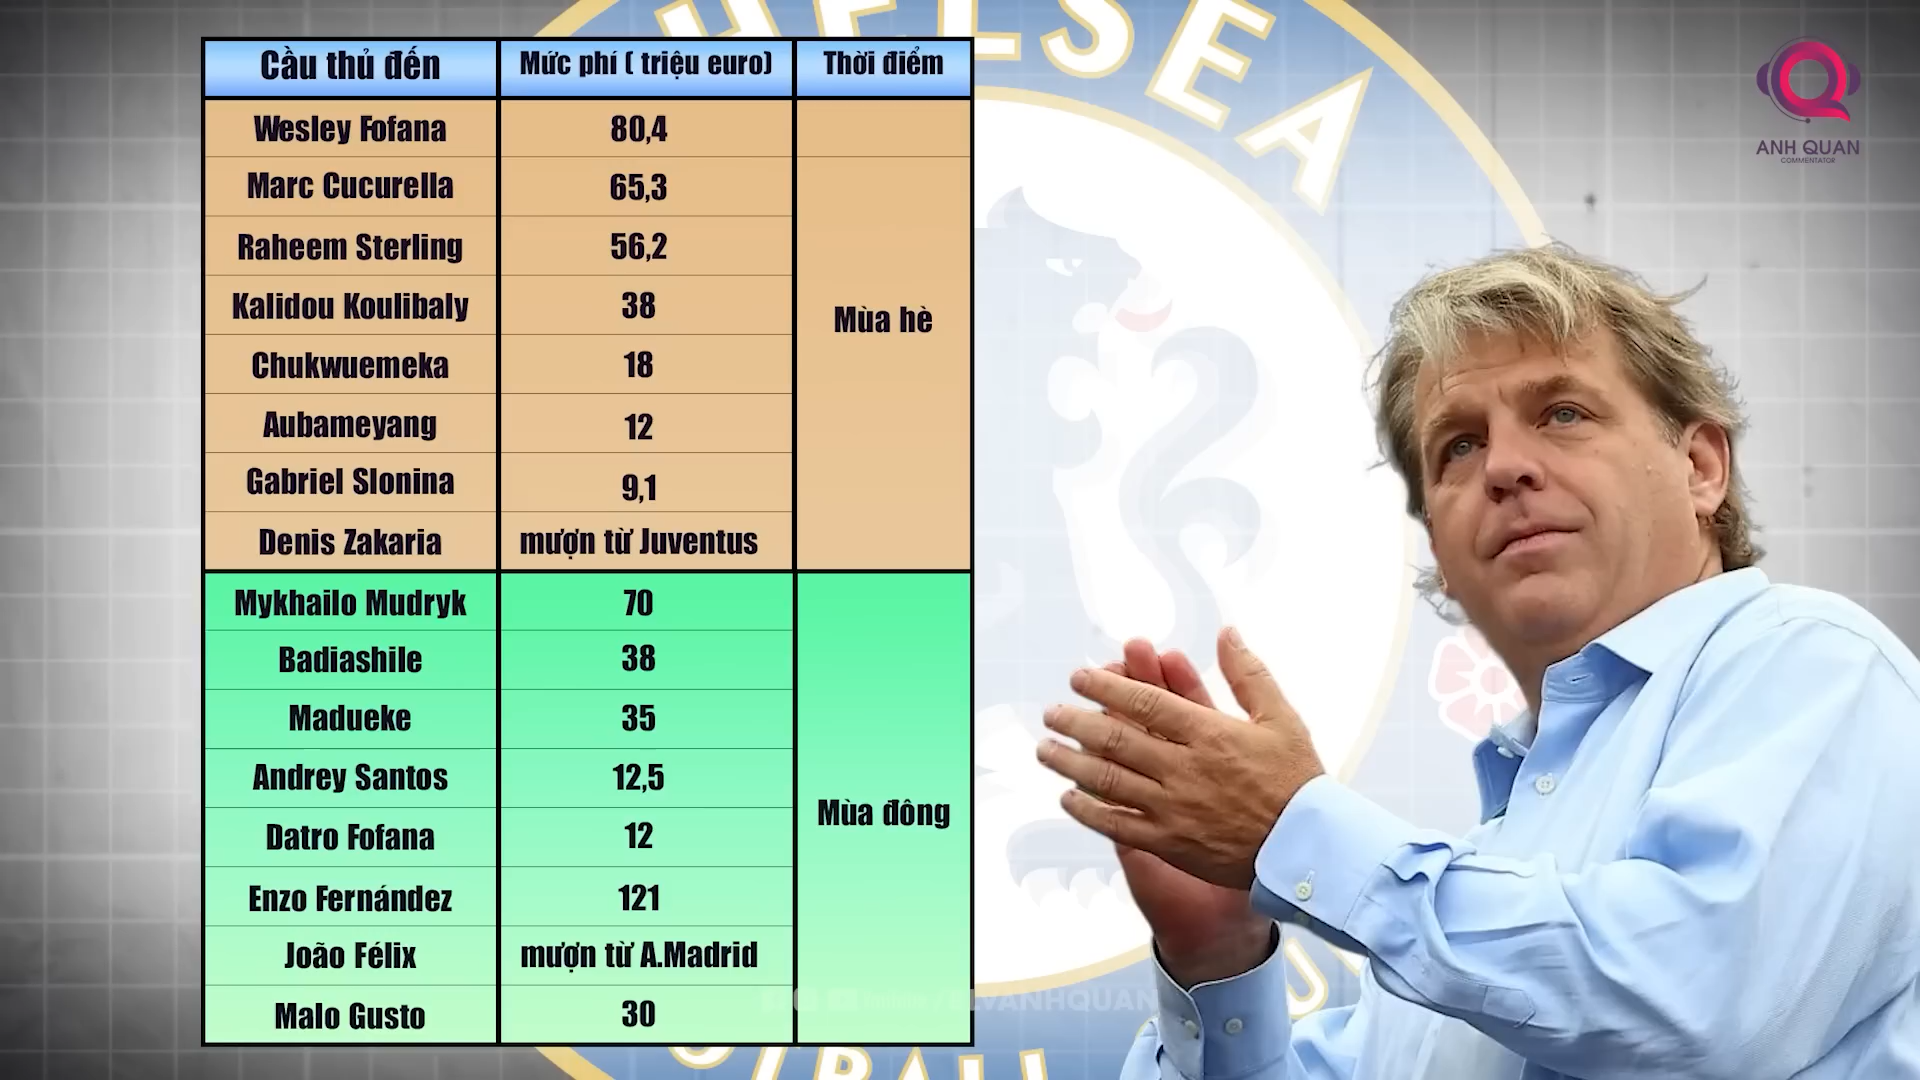 Cầu thủ đến Mức phí ( triệu euro) Thời điểm
Wesley Fofana 80,4
Marc Cucurella 65,3
Raheem Sterling 56,2
Kalidou Koulibaly 38
Mùa hè
Chukwuemeka 18
Aubameyang 12
Gabriel Slonina 9,1
Denis Zakaria mượn từ Juventus
Mykhailo Mudryk 70
Badiashile 38
Madueke 35
Andrey Santos 12,5
Mùa đông
Datro Fofana 12
Enzo Fernández 121
João Félix mượn từ A.Madrid
Malo Gusto 30
ANH QUAN
COMMENTATOR
HELSEA